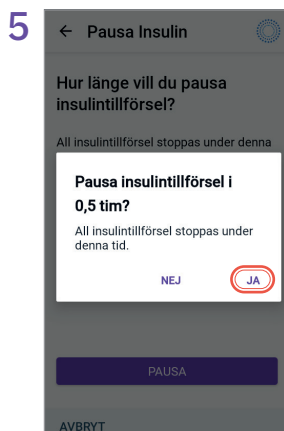 5
Pausa Insulin
Hur länge vill du pausa
insulintillförsel?
All insulintillförsel stoppas under denna
Pausa insulintillförsel i
0,5 tim?
All insulintillförsel stoppas under
denna tid.
NEJ
JA
PAUSA
AVBRYT